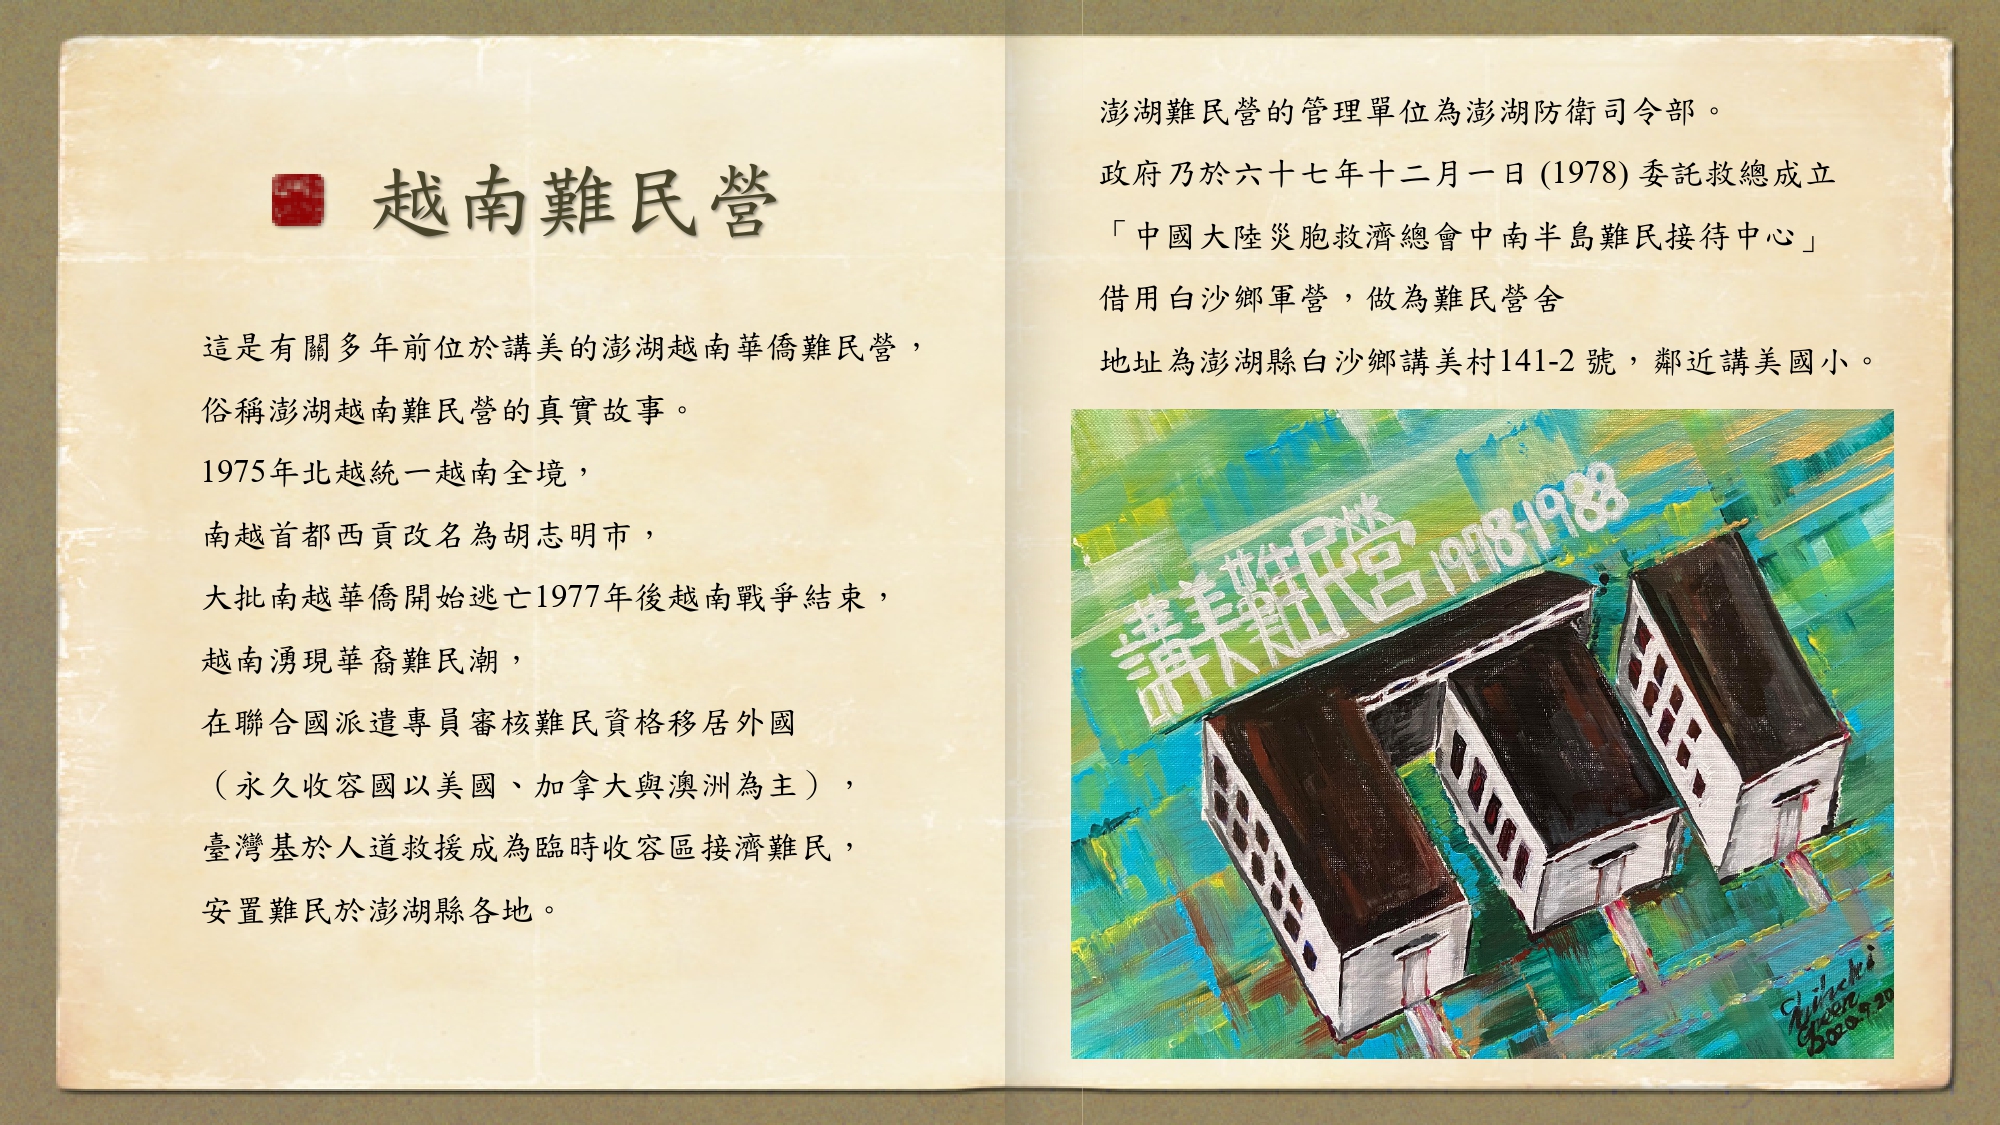 越南難民營
這是有關多年前位於講美的澎湖越南華僑難民營，
俗稱澎湖越南難民營的真實故事。
1975年北越統一越南全境，
南越首都西貢改名為胡志明市，
大批南越華僑開始逃亡1977年後越南戰爭結束，
越南湧現華裔難民潮，
在聯合國派遣專員審核難民資格移居外國
（永久收容國以美國、加拿大與澳洲為主），
臺灣基於人道救援成為臨時收容區接濟難民，
安置難民於澎湖縣各地。
澎湖難民營的管理單位為澎湖防衛司令部。
政府乃於六十七年十二月一日 (1978) 委託救總成立
「中國大陸災胞救濟總會中南半島難民接待中心」
借用白沙鄉軍營，做為難民營舍
地址為澎湖縣白沙鄉講美村141-2 號，鄰近講美國小。
講美難民營 1978-1988
2020.9.20